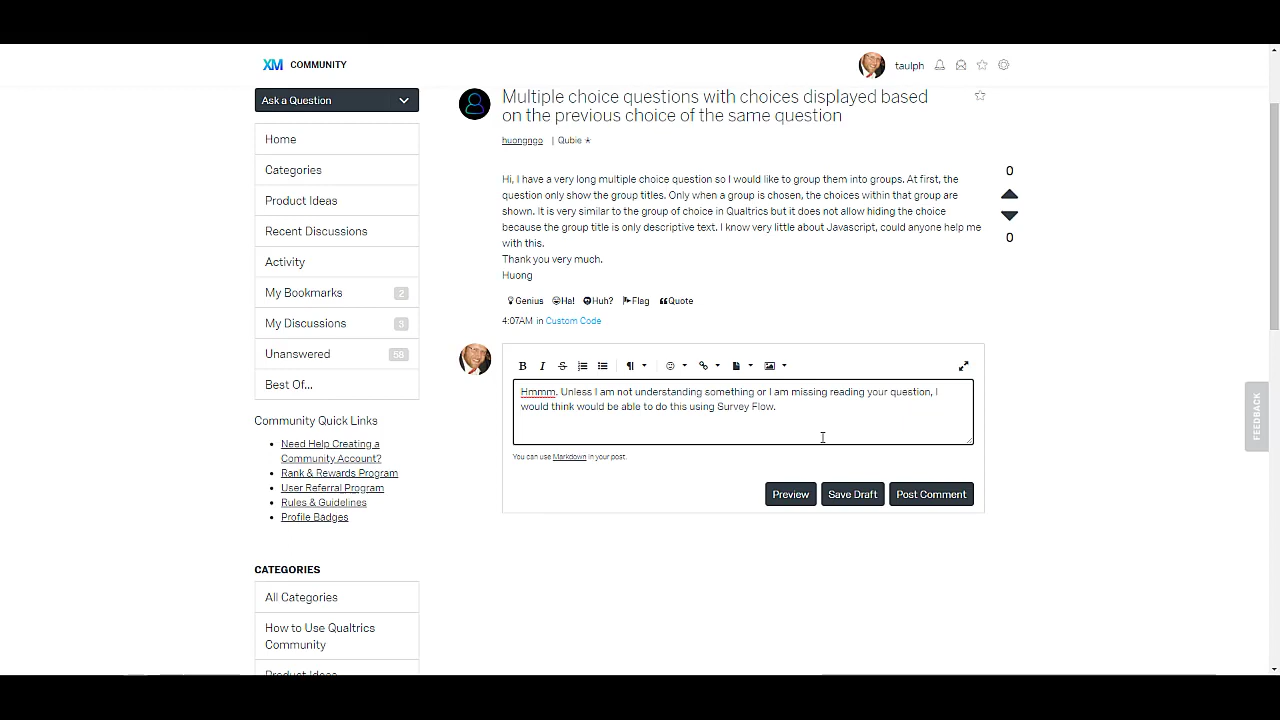 XM COMMUNITY
taulph
Ask a Question
Home
Categories
Product Ideas
Recent Discussions
Activity
My Bookmarks 2
My Discussions 3
Unanswered 58
Best Of...
Community Quick Links
Need Help Creating a
Community Account?
Rank & Rewards Program
User Referral Program
Rules & Guidelines
Profile Badges
CATEGORIES
All Categories
How to Use Qualtrics
Community
Product Ideas
Multiple choice questions with choices displayed based
on the previous choice of the same question
huongngo | Qubie ★
Hi, I have a very long multiple choice question so I would like to group them into groups. At first, the
question only show the group titles. Only when a group is chosen, the choices within that group are
shown. It is very similar to the group of choice in Qualtrics but it does not allow hiding the choice
because the group title is only descriptive text. I know very little about Javascript, could anyone help me
with this.
Thank you very much.
Huong
0
0
Genius Ha! Huh? Flag Quote
4:07AM in Custom Code
B I S
Hmmm. Unless I am not understanding something or I am missing reading your question, I
would think would be able to do this using Survey Flow.
You can use Markdown in your post.
Preview Save Draft Post Comment
FEEDBACK